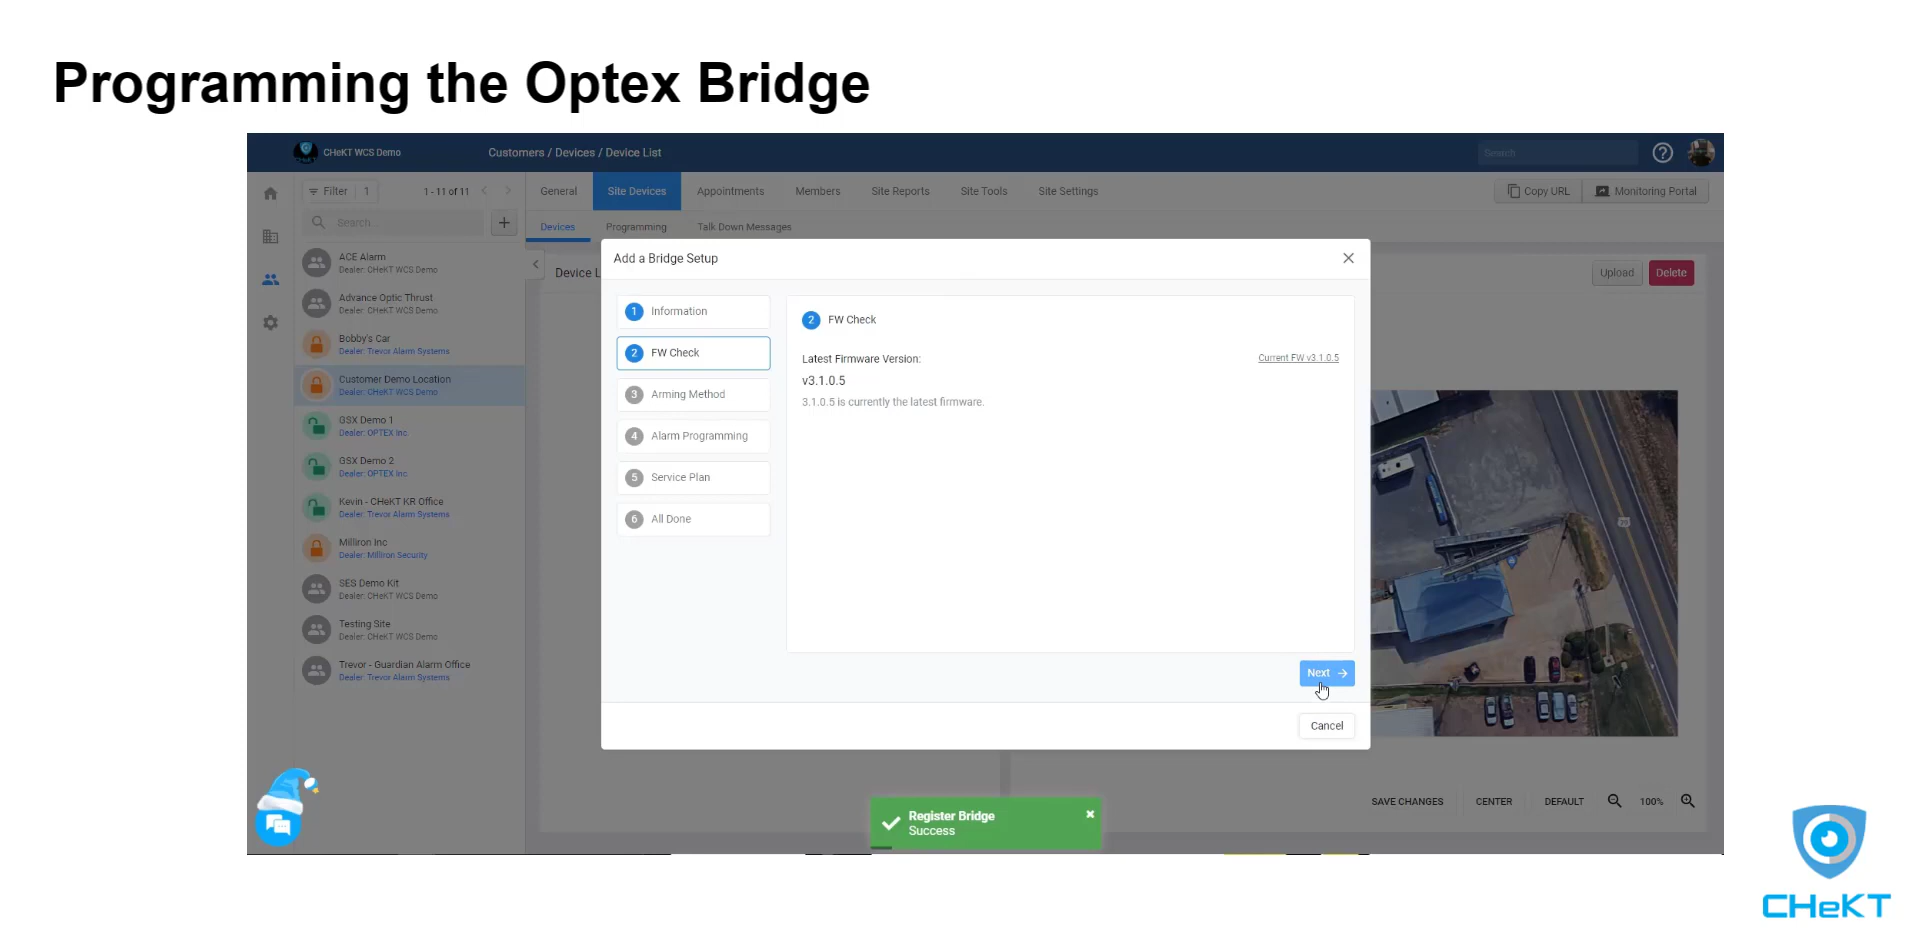 Programming the Optex Bridge
CHeKT WCS Demo
Customers / Devices / Device List
Search
Filter
1
1 - 11 of 11
General
Site Devices
Appointments
Members
Site Reports
Site Tools
Site Settings
Copy URL
Monitoring Portal
Search...
Devices
Programming
Talk Down Messages
ACE Alarm
Dealer: CHeKT WCS Demo
Advance Optic Thrust
Dealer: CHeKT WCS Demo
Bobby's Car
Dealer: Trevor Alarm Systems
Customer Demo Location
Dealer: CHeKT WCS Demo
GSX Demo 1
Dealer: OPTEX Inc.
GSX Demo 2
Dealer: OPTEX Inc.
Kevin - CHeKT KR Office
Dealer: Trevor Alarm Systems
Milliron Inc
Dealer: Milliron Security
SES Demo Kit
Dealer: CHeKT WCS Demo
Testing Site
Dealer: CHeKT WCS Demo
Trevor - Guardian Alarm Office
Dealer: Trevor Alarm Systems
Device L
Upload
Delete
Add a Bridge Setup
1 Information
2 FW Check
3 Arming Method
4 Alarm Programming
5 Service Plan
6 All Done
2 FW Check
Latest Firmware Version:
Current FW v3.1.0.5
v3.1.0.5
3.1.0.5 is currently the latest firmware.
Next
Cancel
SAVE CHANGES
CENTER
DEFAULT
100%
Register Bridge
Success
CHeKT